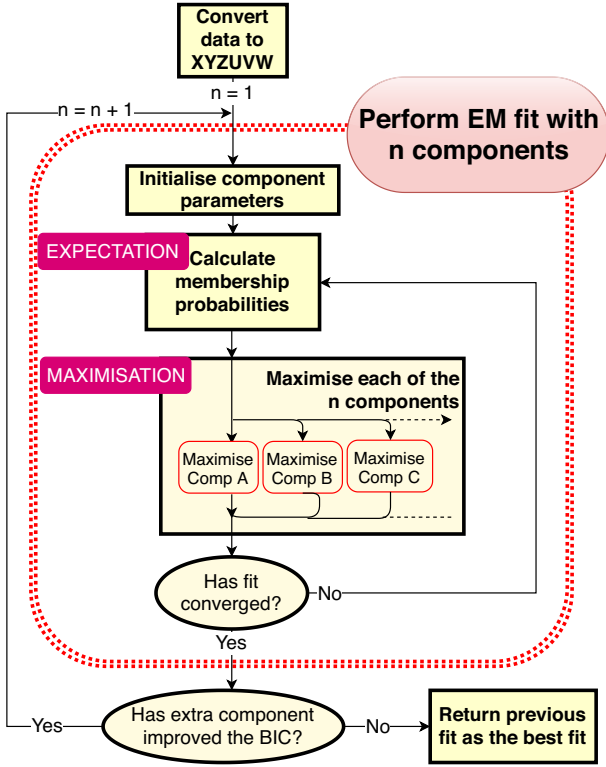 Convert
data to
XYZUVW
n = 1
n = n + 1
Perform EM fit with
n components
Initialise component
parameters
EXPECTATION
Calculate
membership
probabilities
MAXIMISATION
Maximise each of the
n components
Maximise
Comp A
Maximise
Comp B
Maximise
Comp C
Has fit
converged?
No
Yes
Has extra component
improved the BIC?
Yes
No
Return previous
fit as the best fit